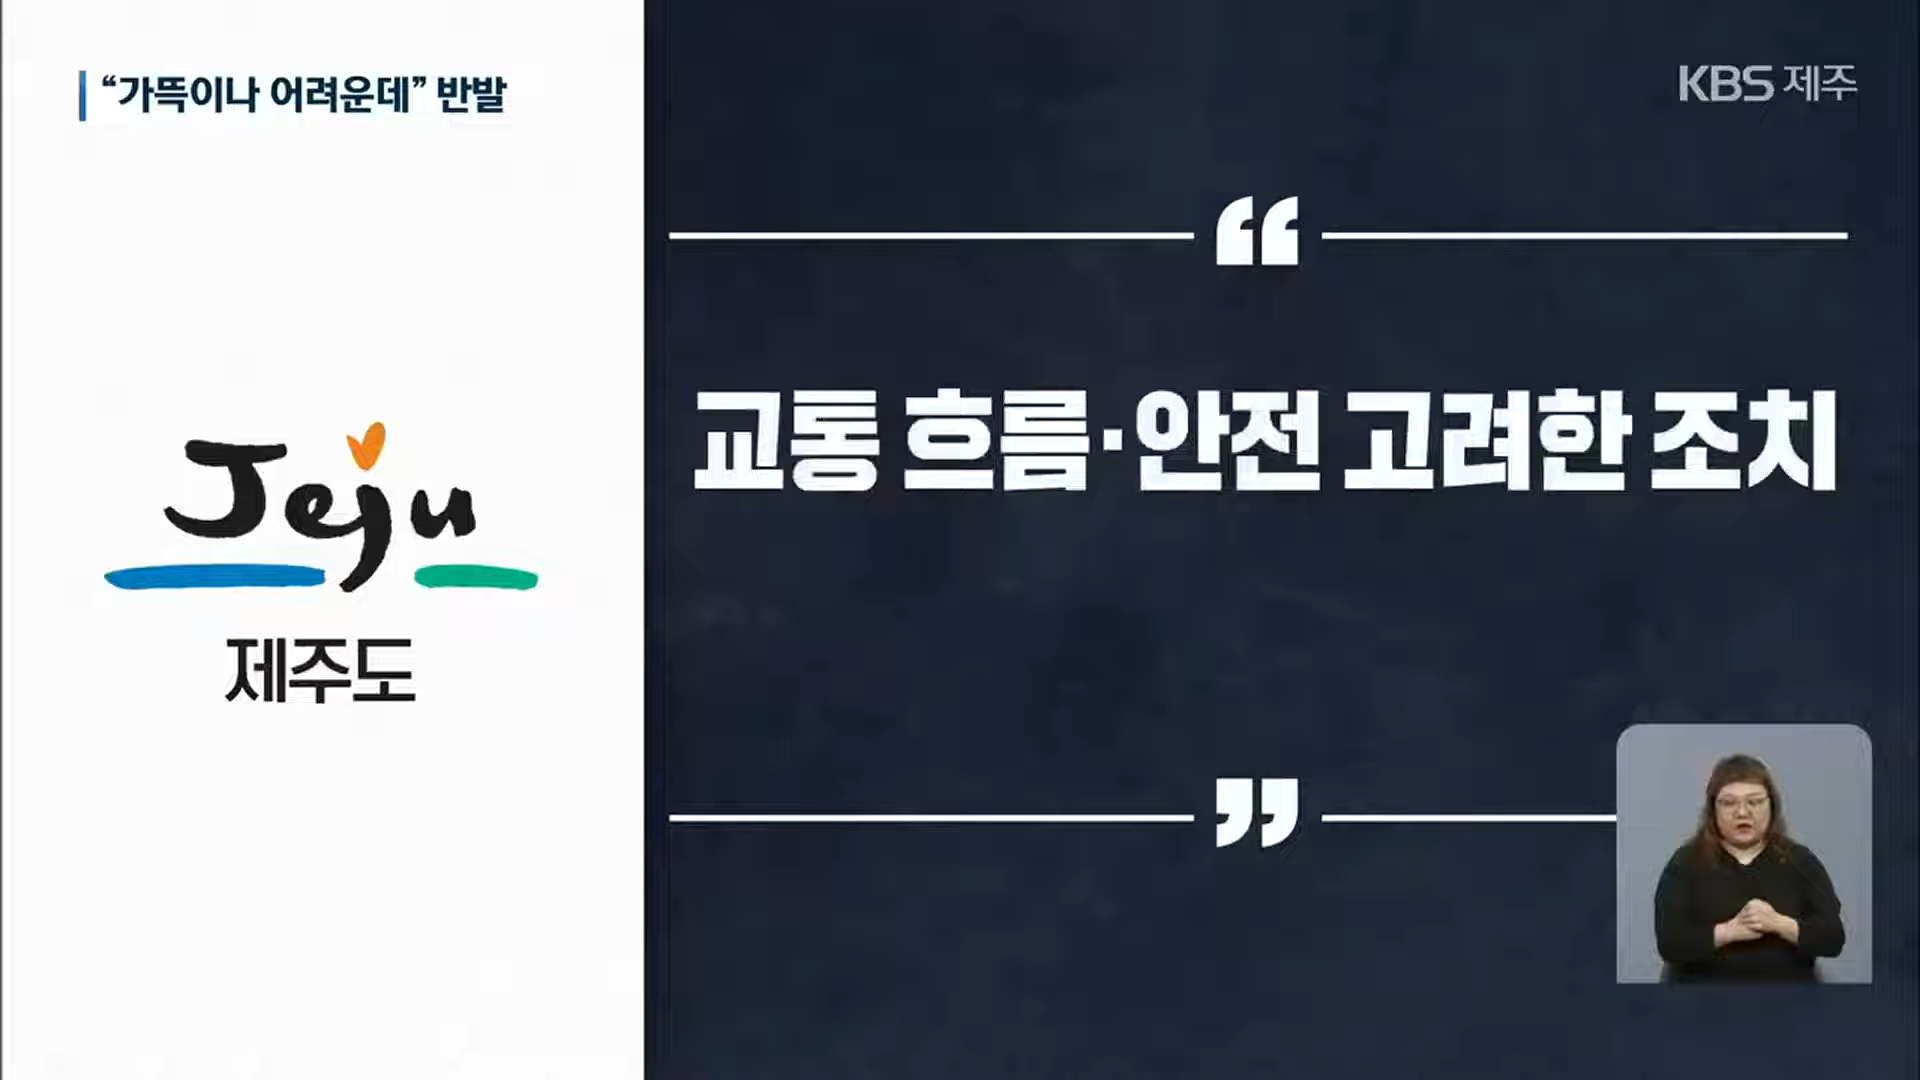 “가뜩이나 어려운데” 반발
KBS 제주
“
교통 흐름·안전 고려한 조치
”
Jeju
제주도